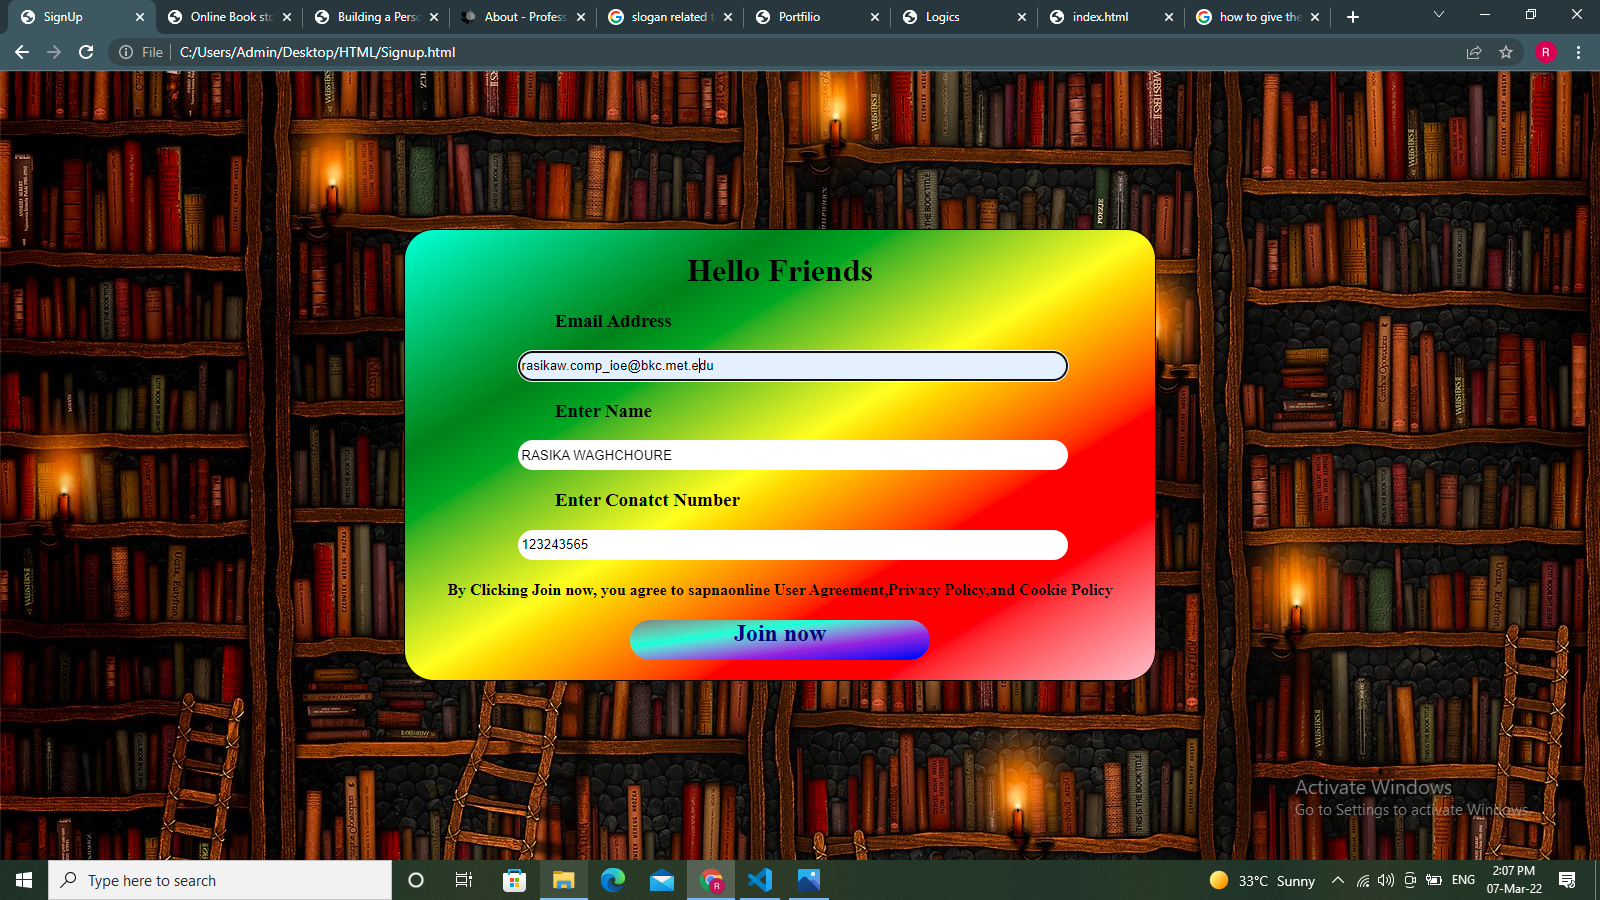 SignUp
Online Book sto
Building a Perso
About - Profess
slogan related t
Portfilio
Logics
index.html
how to give the
File
C:/Users/Admin/Desktop/HTML/Signup.html
R
Hello Friends
Email Address
rasikaw.comp_ioe@bkc.met.edu
Enter Name
RASIKA WAGHCHOURE
Enter Conatct Number
123243565
By Clicking Join now, you agree to sapnaonline User Agreement,Privacy Policy,and Cookie Policy
Join now
Activate Windows
Go to Settings to activate Windows.
Type here to search
R
33°C Sunny
ENG
2:07 PM
07-Mar-22